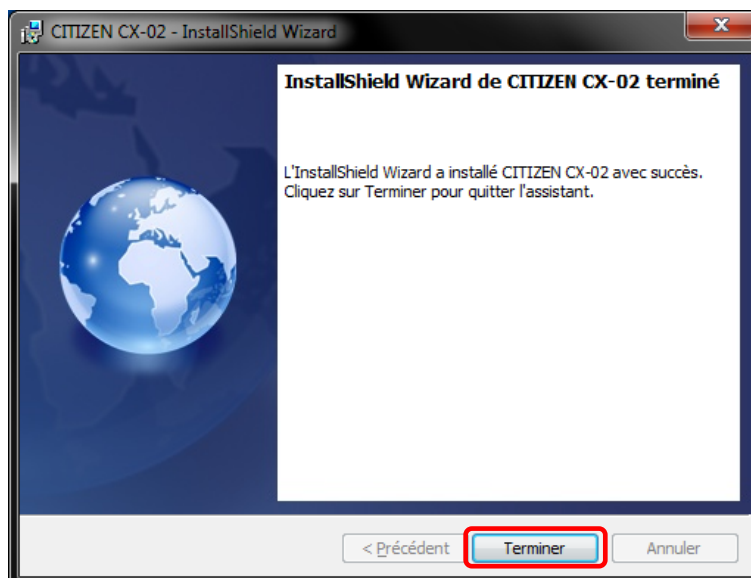 CITIZEN CX-02 - InstallShield Wizard
InstallShield Wizard de CITIZEN CX-02 terminé
L'InstallShield Wizard a installé CITIZEN CX-02 avec succès.
Cliquez sur Terminer pour quitter l'assistant.
< Précédent Terminer Annuler